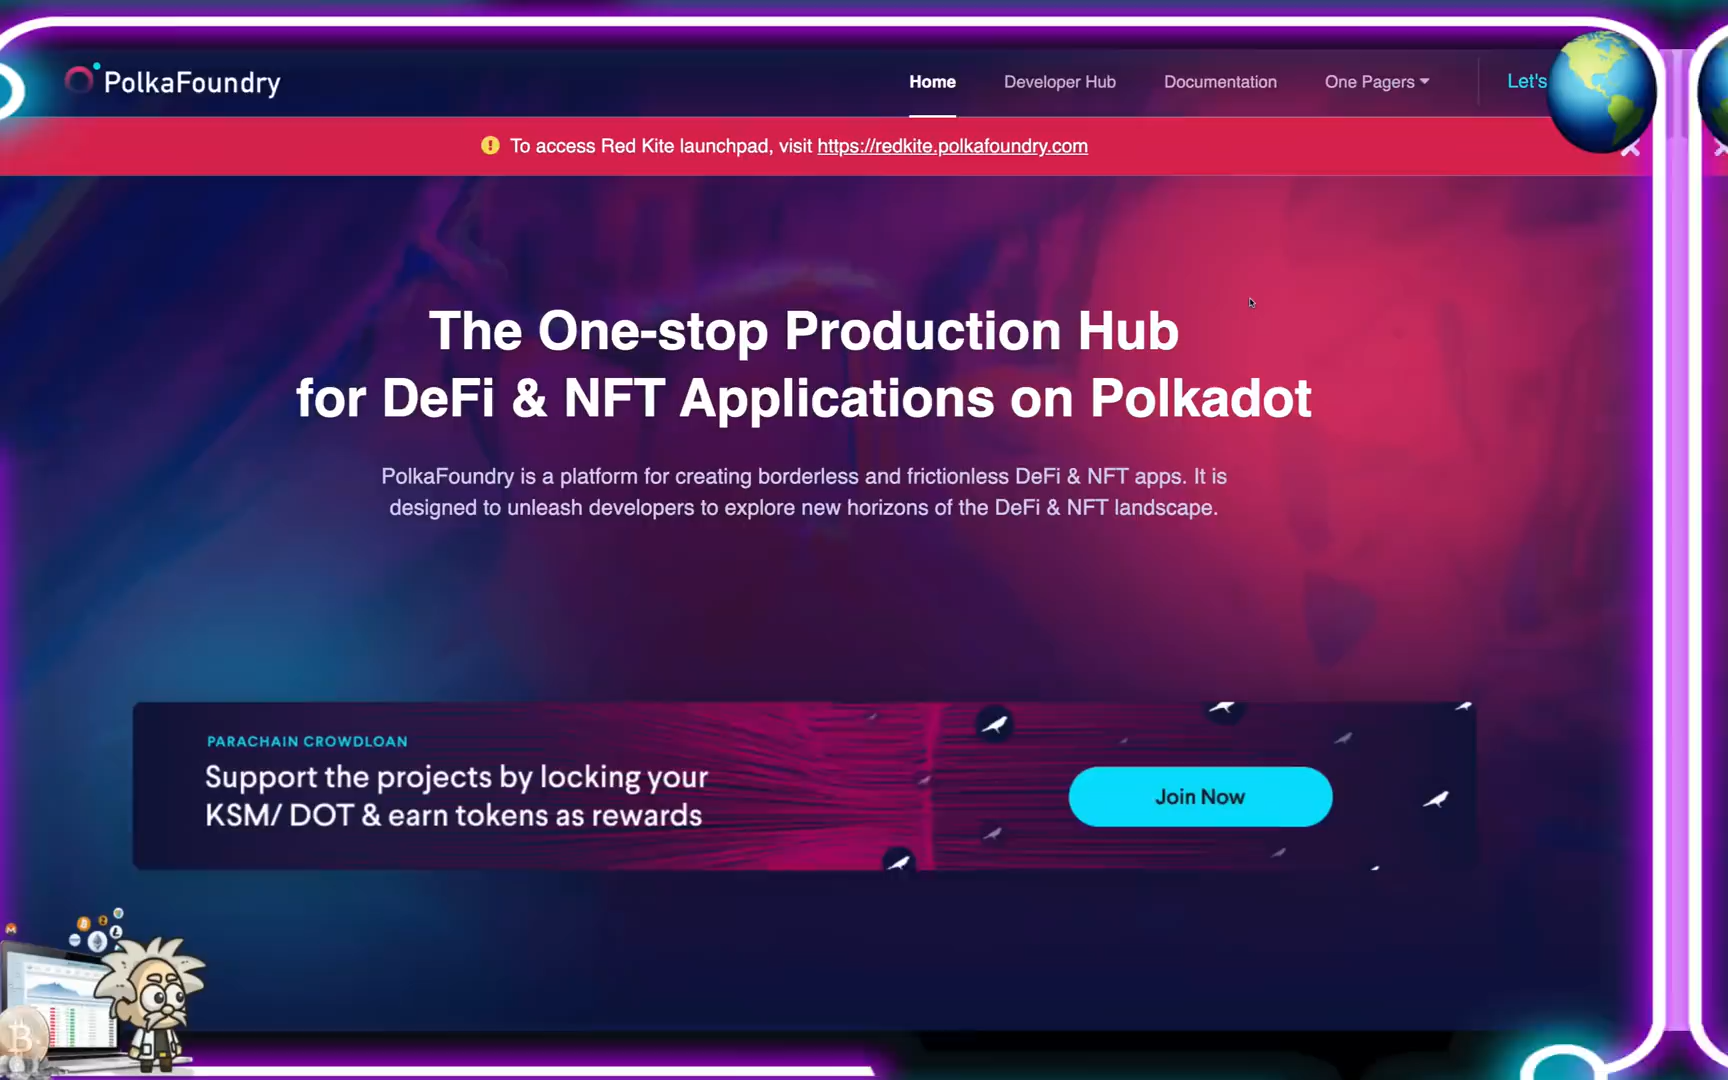 PolkaFoundry
Home
Developer Hub
Documentation
One Pagers
Let's
To access Red Kite launchpad, visit https://redkite.polkafoundry.com
The One-stop Production Hub
for DeFi & NFT Applications on Polkadot
PolkaFoundry is a platform for creating borderless and frictionless DeFi & NFT apps. It is
designed to unleash developers to explore new horizons of the DeFi & NFT landscape.
PARACHAIN CROWDLOAN
Support the projects by locking your
KSM/ DOT & earn tokens as rewards
Join Now